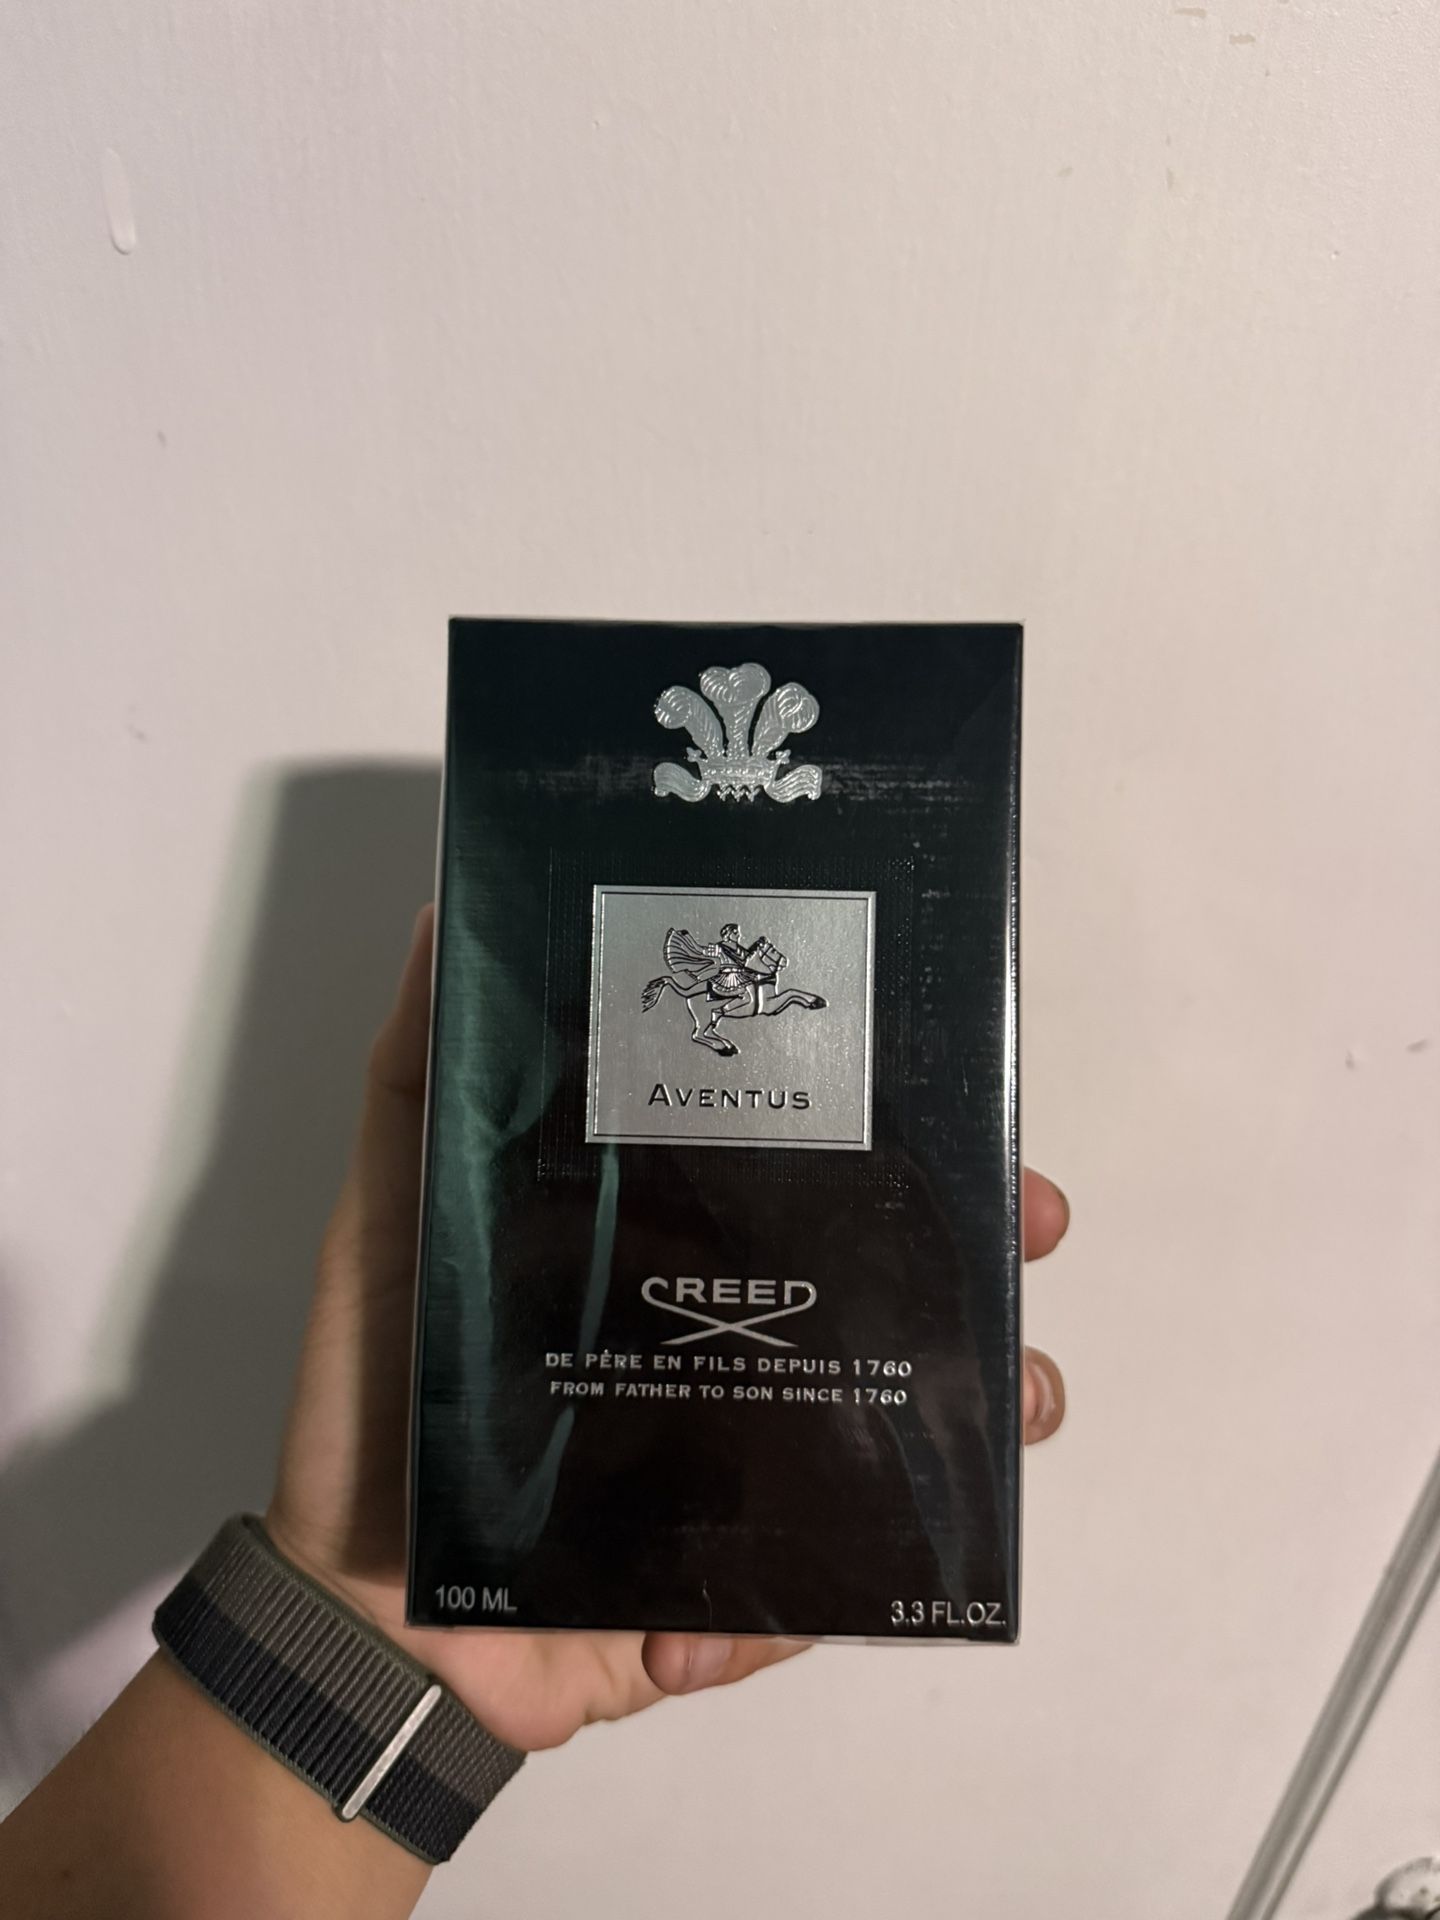 AVENTUS
CREED
DE PÈRE EN FILS DEPUIS 1760
FROM FATHER TO SON SINCE 1760
100 ML
3.3 FL.OZ.